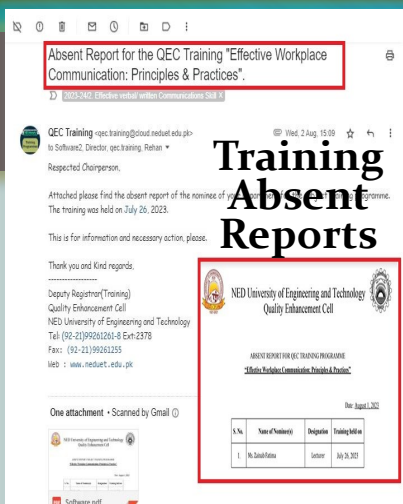 Absent Report for the QEC Training "Effective Workplace
Communication: Principles & Practices".
2023-24/2. Effective verbal/ written Communications Skill X
QEC Training <qec.training@cloud.neduet.edu.pk>
Wed, 2 Aug, 15:09
to Software2, Director, qec.training, Rehan
Respected Chairperson,
Attached please find the absent report of the nominee of your
The training was held on July 26, 2023.
This is for information and necessary action, please.
Thank you and Kind regards,
------------------
Deputy Registrar(Training)
Quality Enhancement Cell
NED University of Engineering and Technology
Tel: (92-21)99261261-8 Ext:2378
Fax: (92-21)99261255
Web : www.neduet.edu.pk
One attachment • Scanned by Gmail
Software.pdf
Training
Absent
Reports
NED University of Engineering and Technology
Quality Enhancement Cell
ABSENT REPORT FOR QEC TRAINING PROGRAMME
"Effective Workplace Communication: Principles & Practices"
Date: August 1, 2023
S. No. Name of Nominee(s) Designation Training held on
1. Ms. Zainab Fatima Lecturer July 26, 2023